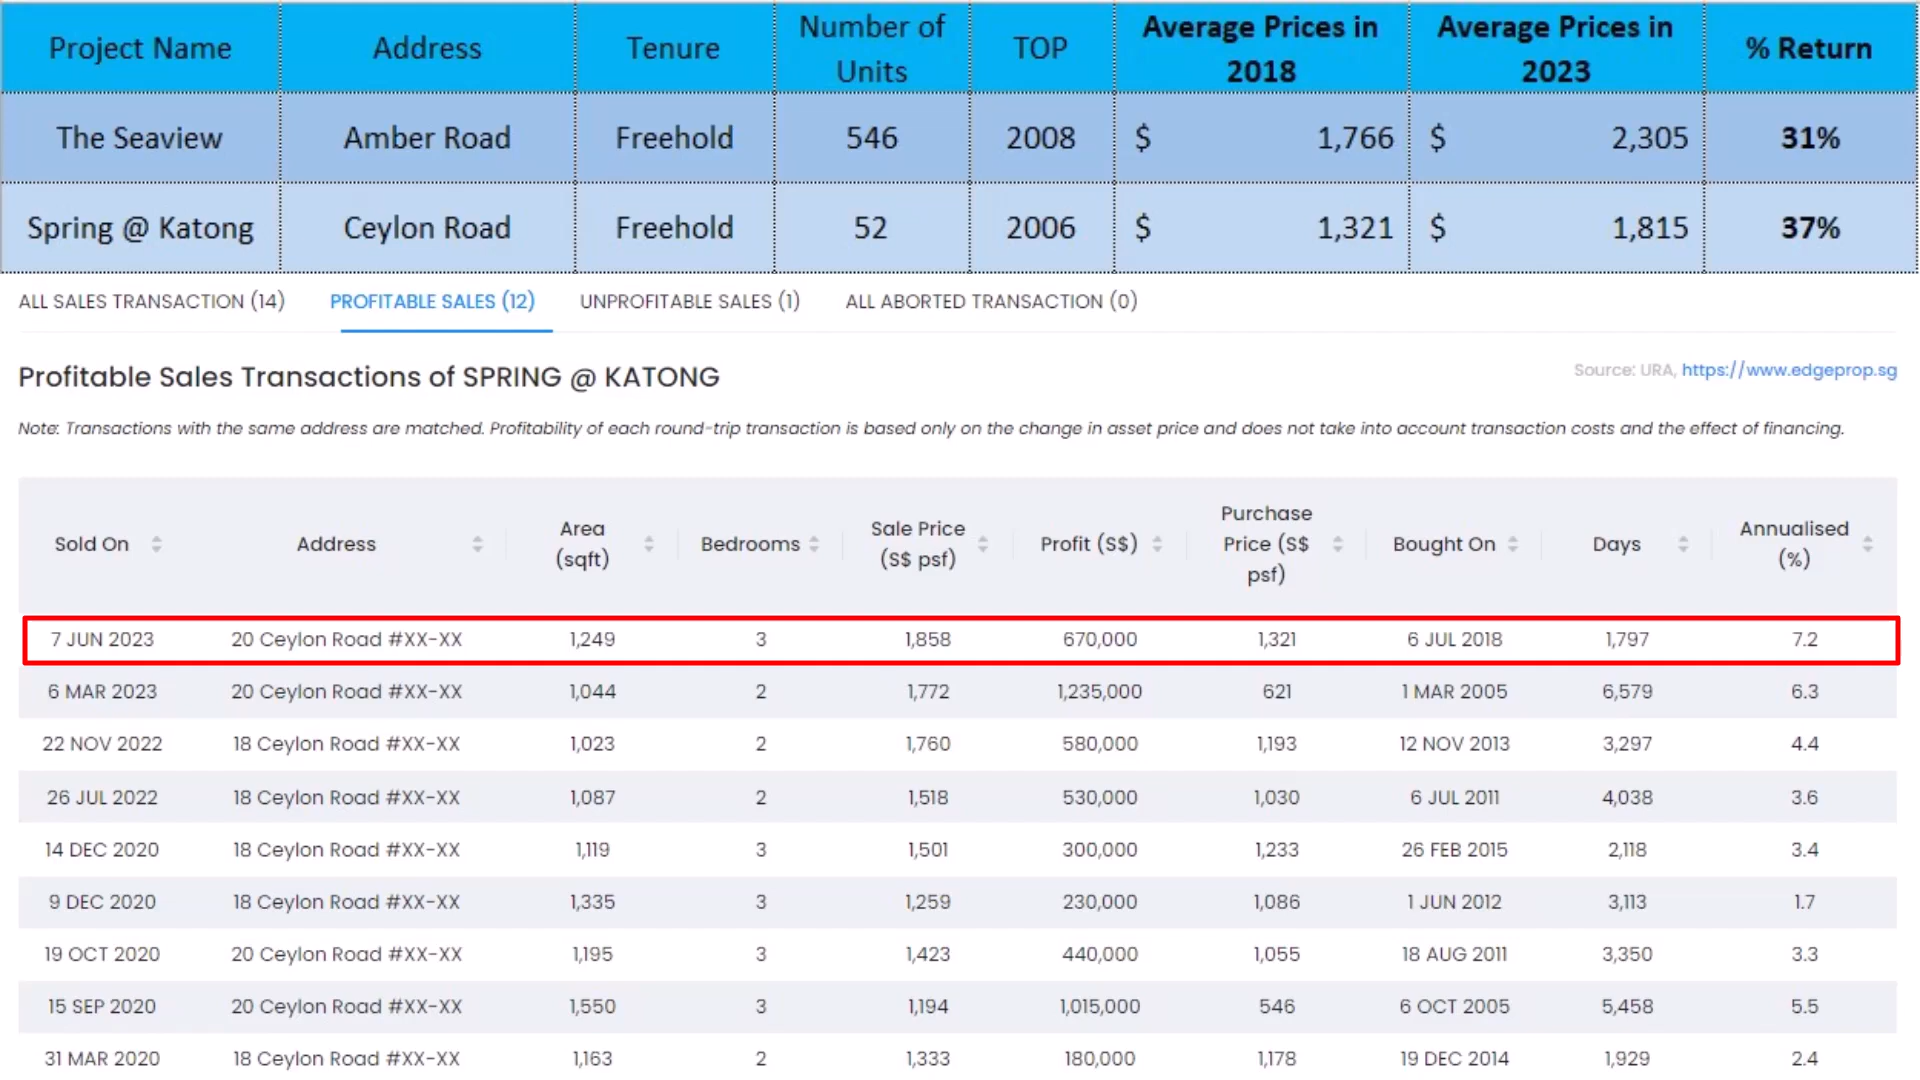 Project Name Address Tenure Number of Units TOP Average Prices in 2018 Average Prices in 2023 % Return
The Seaview Amber Road Freehold 546 2008 $ 1,766 $ 2,305 31%
Spring @ Katong Ceylon Road Freehold 52 2006 $ 1,321 $ 1,815 37%
ALL SALES TRANSACTION (14) PROFITABLE SALES (12) UNPROFITABLE SALES (1) ALL ABORTED TRANSACTION (0)
Profitable Sales Transactions of SPRING @ KATONG
Source: URA, https://www.edgeprop.sg
Note: Transactions with the same address are matched. Profitability of each round-trip transaction is based only on the change in asset price and does not take into account transaction costs and the effect of financing.
Sold On Address Area (sqft) Bedrooms Sale Price (S$ psf) Profit (S$) Purchase Price (S$ psf) Bought On Days Annualised (%)
7 JUN 2023 20 Ceylon Road #XX-XX 1,249 3 1,858 670,000 1,321 6 JUL 2018 1,797 7.2
6 MAR 2023 20 Ceylon Road #XX-XX 1,044 2 1,772 1,235,000 621 1 MAR 2005 6,579 6.3
22 NOV 2022 18 Ceylon Road #XX-XX 1,023 2 1,760 580,000 1,193 12 NOV 2013 3,297 4.4
26 JUL 2022 18 Ceylon Road #XX-XX 1,087 2 1,518 530,000 1,030 6 JUL 2011 4,038 3.6
14 DEC 2020 18 Ceylon Road #XX-XX 1,119 3 1,501 300,000 1,233 26 FEB 2015 2,118 3.4
9 DEC 2020 18 Ceylon Road #XX-XX 1,335 3 1,259 230,000 1,086 1 JUN 2012 3,113 1.7
19 OCT 2020 20 Ceylon Road #XX-XX 1,195 3 1,423 440,000 1,055 18 AUG 2011 3,350 3.3
15 SEP 2020 20 Ceylon Road #XX-XX 1,550 3 1,194 1,015,000 546 6 OCT 2005 5,458 5.5
31 MAR 2020 18 Ceylon Road #XX-XX 1,163 2 1,333 180,000 1,178 19 DEC 2014 1,929 2.4